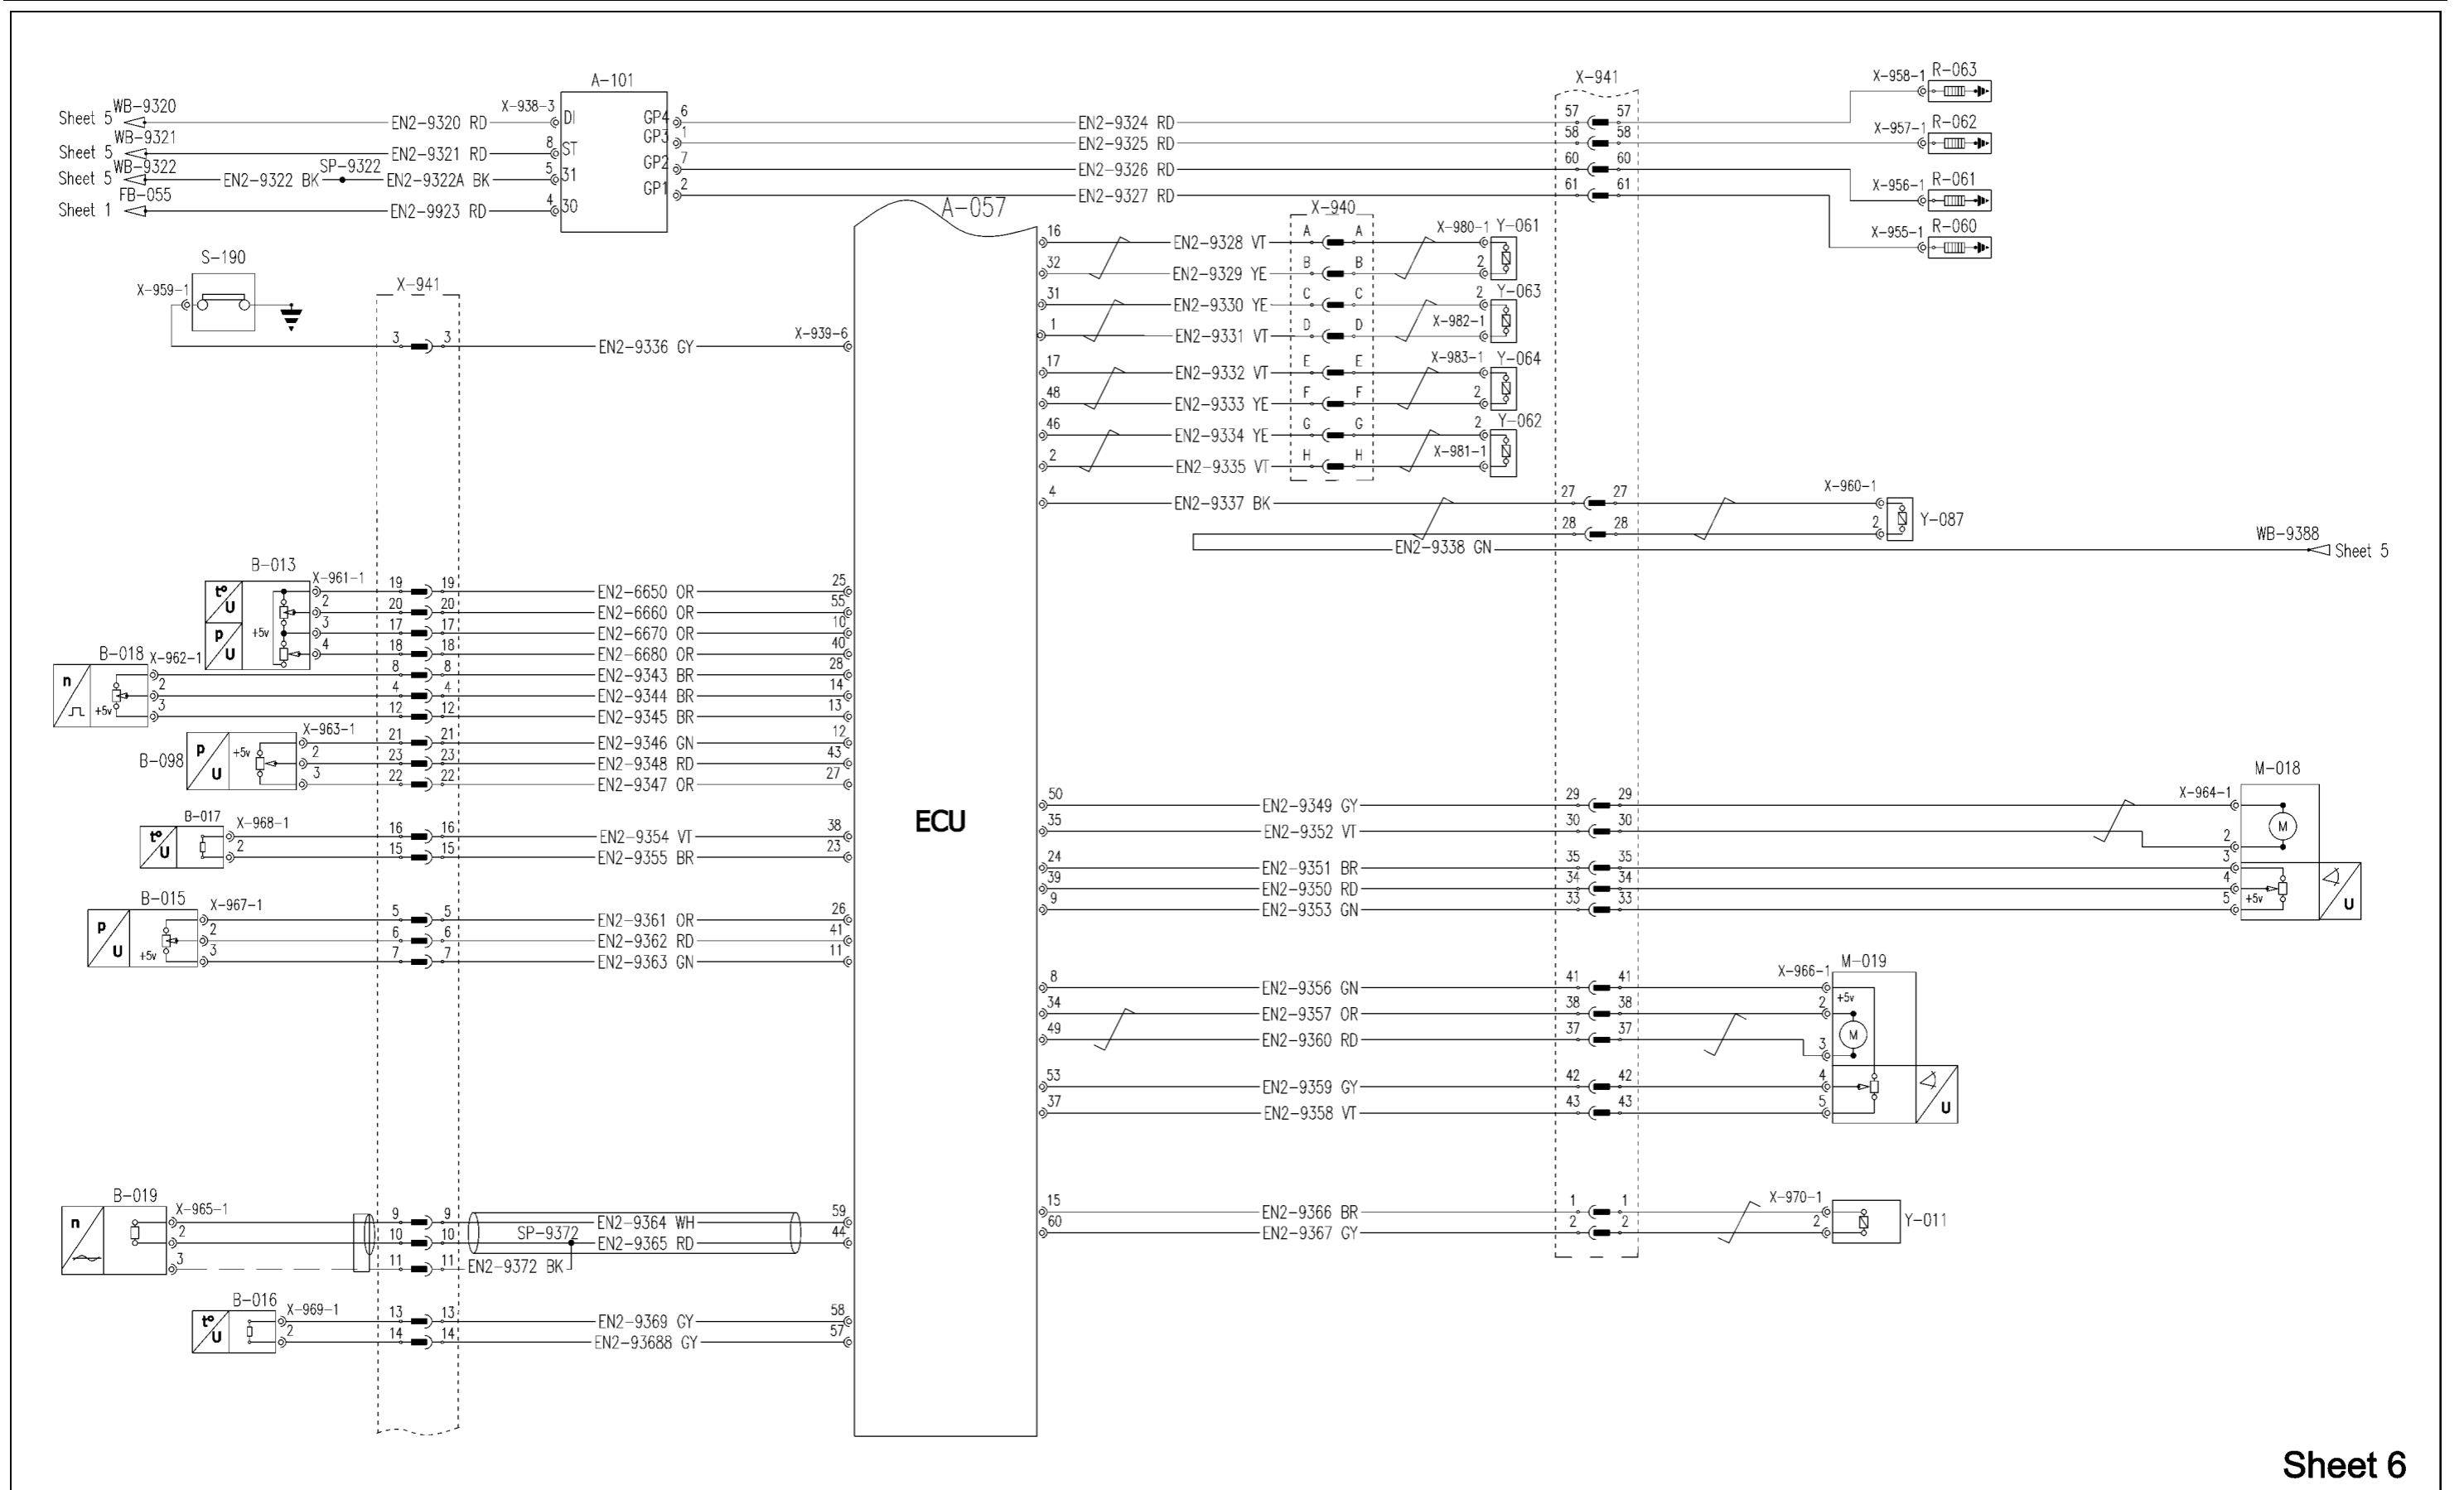 A-101
X-941
X-958-1 R-063
Sheet 5 WB-9320 EN2-9320 RD X-938-3 DI GP4 6 EN2-9324 RD 57 57
X-957-1 R-062
Sheet 5 WB-9321 EN2-9321 RD 8 ST GP3 1 EN2-9325 RD 58 58
Sheet 5 WB-9322 EN2-9322 BK SP-9322 EN2-9322A BK 5 31 GP2 7 EN2-9326 RD 60 60
X-956-1 R-061
Sheet 1 FB-055 EN2-9923 RD 4 30 GP1 2 EN2-9327 RD 61 61
X-955-1 R-060
A-057
X-940
16 EN2-9328 VT A A X-980-1 Y-061
32 EN2-9329 YE B B 2
31 EN2-9330 YE C C 2 Y-063
1 EN2-9331 VT D D X-982-1
17 EN2-9332 VT E E X-983-1 Y-064
48 EN2-9333 YE F F 2
46 EN2-9334 YE G G 2 Y-062
2 EN2-9335 VT H H X-981-1
4 EN2-9337 BK 27 27 X-960-1
28 28 2 Y-087
EN2-9338 GN WB-9388 Sheet 5
S-190
X-959-1
X-941
3 3 EN2-9336 GY X-939-6
B-013
t° U
p U
+5v
X-961-1 19 19 EN2-6650 OR 25
2 20 20 EN2-6660 OR 55
3 17 17 EN2-6670 OR 10
4 18 18 EN2-6680 OR 40
B-018
n
+5v
X-962-1 8 8 EN2-9343 BR 28
2 4 4 EN2-9344 BR 14
3 12 12 EN2-9345 BR 13
B-098
p U
+5v
X-963-1 21 21 EN2-9346 GN 12
2 23 23 EN2-9348 RD 43
3 22 22 EN2-9347 OR 27
ECU
B-017
t° U
X-968-1 16 16 EN2-9354 VT 38
2 15 15 EN2-9355 BR 23
B-015
p U
+5v
X-967-1 5 5 EN2-9361 OR 26
2 6 6 EN2-9362 RD 41
3 7 7 EN2-9363 GN 11
B-019
n
X-965-1 9 9 EN2-9364 WH 59
2 10 10 SP-9372 EN2-9365 RD 44
3 11 11 EN2-9372 BK
B-016
t° U
X-969-1 13 13 EN2-9369 GY 58
2 14 14 EN2-93688 GY 57
M-018
50 EN2-9349 GY 29 29 X-964-1
M
35 EN2-9352 VT 30 30 2
24 EN2-9351 BR 35 35 3
39 EN2-9350 RD 34 34 4
9 EN2-9353 GN 33 33 5 +5v
U
M-019
8 EN2-9356 GN 41 41 X-966-1
+5v
34 EN2-9357 OR 38 38 2
M
49 EN2-9360 RD 37 37 3
53 EN2-9359 GY 42 42 4
37 EN2-9358 VT 43 43 5
U
15 EN2-9366 BR 1 1 X-970-1
60 EN2-9367 GY 2 2 2 Y-011
Sheet 6